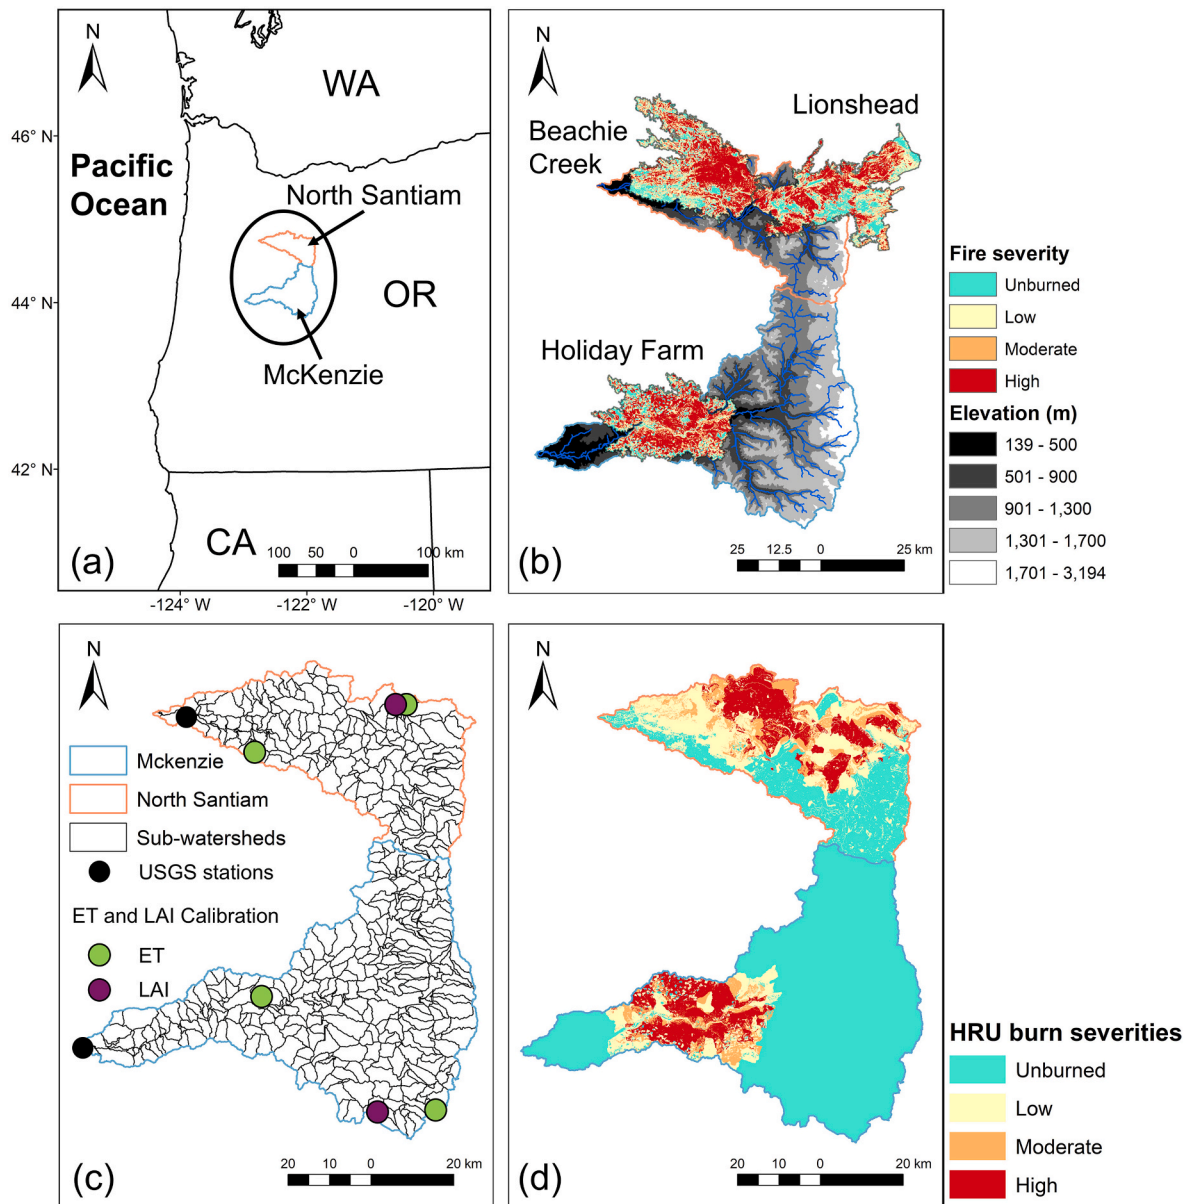 N
WA
46° N
Pacific
Ocean
North Santiam
OR
44° N
McKenzie
42° N
CA
100 50 0 100 km
(a)
-124° W -122° W -120° W
N
Lionshead
Beachie
Creek
Holiday Farm
25 12.5 0 25 km
(b)
Fire severity
Unburned
Low
Moderate
High
Elevation (m)
139 - 500
501 - 900
901 - 1,300
1,301 - 1,700
1,701 - 3,194
N
Mckenzie
North Santiam
Sub-watersheds
USGS stations
ET and LAI Calibration
ET
LAI
20 10 0 20 km
(c)
N
20 10 0 20 km
(d)
HRU burn severities
Unburned
Low
Moderate
High